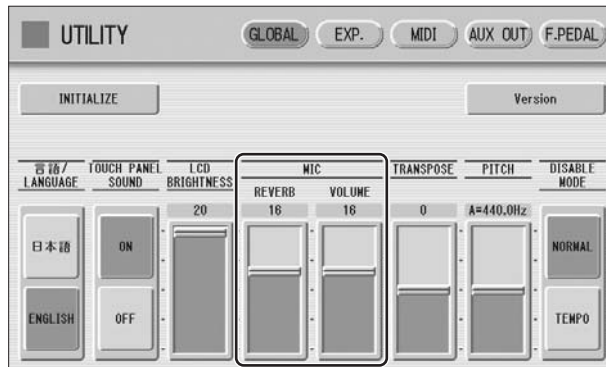 UTILITY
GLOBAL
EXP.
MIDI
AUX OUT
F.PEDAL
INITIALIZE
Version
言語/
LANGUAGE
TOUCH PANEL
SOUND
LCD
BRIGHTNESS
MIC
REVERB
VOLUME
TRANSPOSE
PITCH
DISABLE
MODE
20
16
16
0
A=440.0Hz
日本語
ON
NORMAL
ENGLISH
OFF
TEMPO